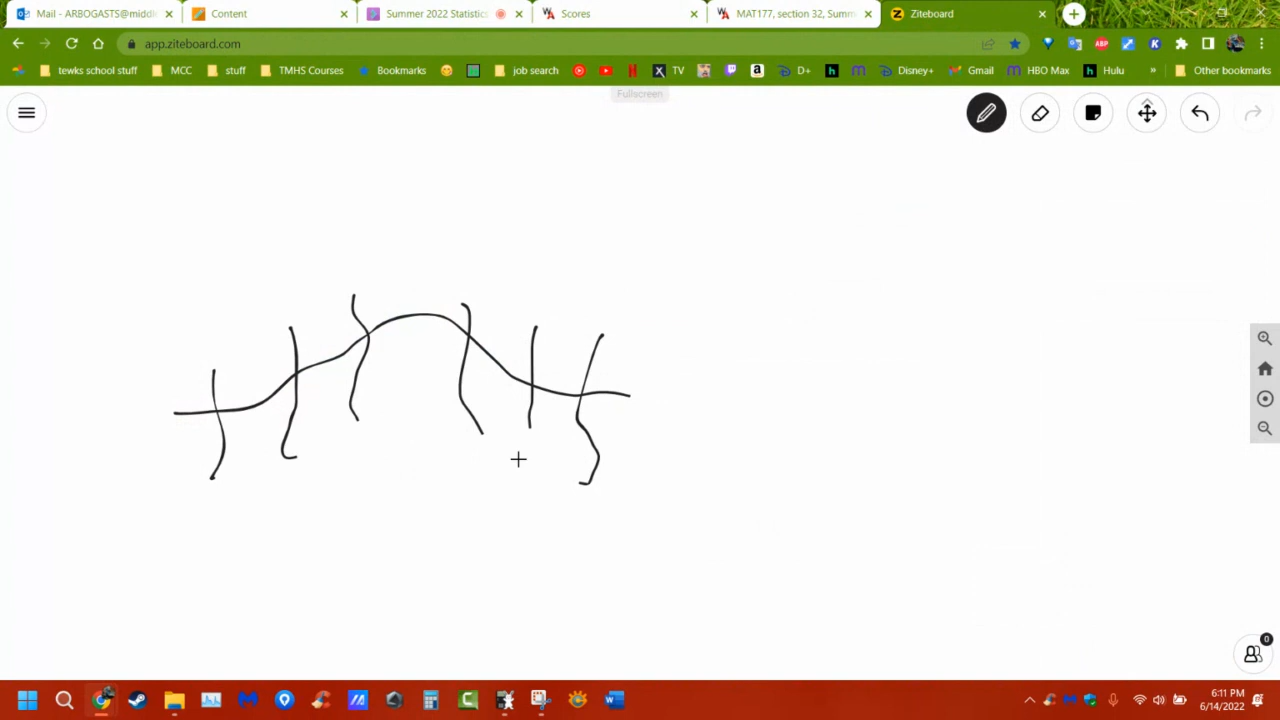 Mail - ARBOGASTS@middl
Content
Summer 2022 Statistics
Scores
MAT177, section 32, Summ
Ziteboard
app.ziteboard.com
tewks school stuff
MCC
stuff
TMHS Courses
Bookmarks
job search
TV
D+
Disney+
Gmail
HBO Max
Hulu
»
Other bookmarks
Fullscreen
0
6:11 PM
6/14/2022